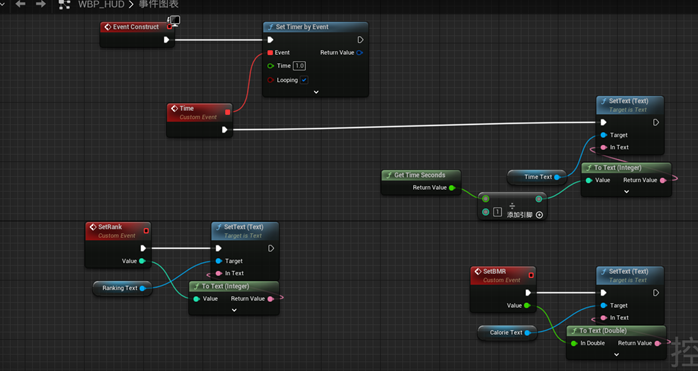 WBP_HUD > 事件图表
Event Construct
Set Timer by Event
Event
Return Value
Time 1.0
Looping
Time
Custom Event
SetText (Text)
Target is Text
Target
In Text
Get Time Seconds
Return Value
Time Text
To Text (Integer)
Value
Return Value
÷
1
添加引脚
SetRank
Custom Event
Value
SetText (Text)
Target is Text
Target
In Text
Ranking Text
To Text (Integer)
Value
Return Value
SetBMR
Custom Event
Value
SetText (Text)
Target is Text
Target
In Text
Calorie Text
To Text (Double)
In Double
Return Value
控